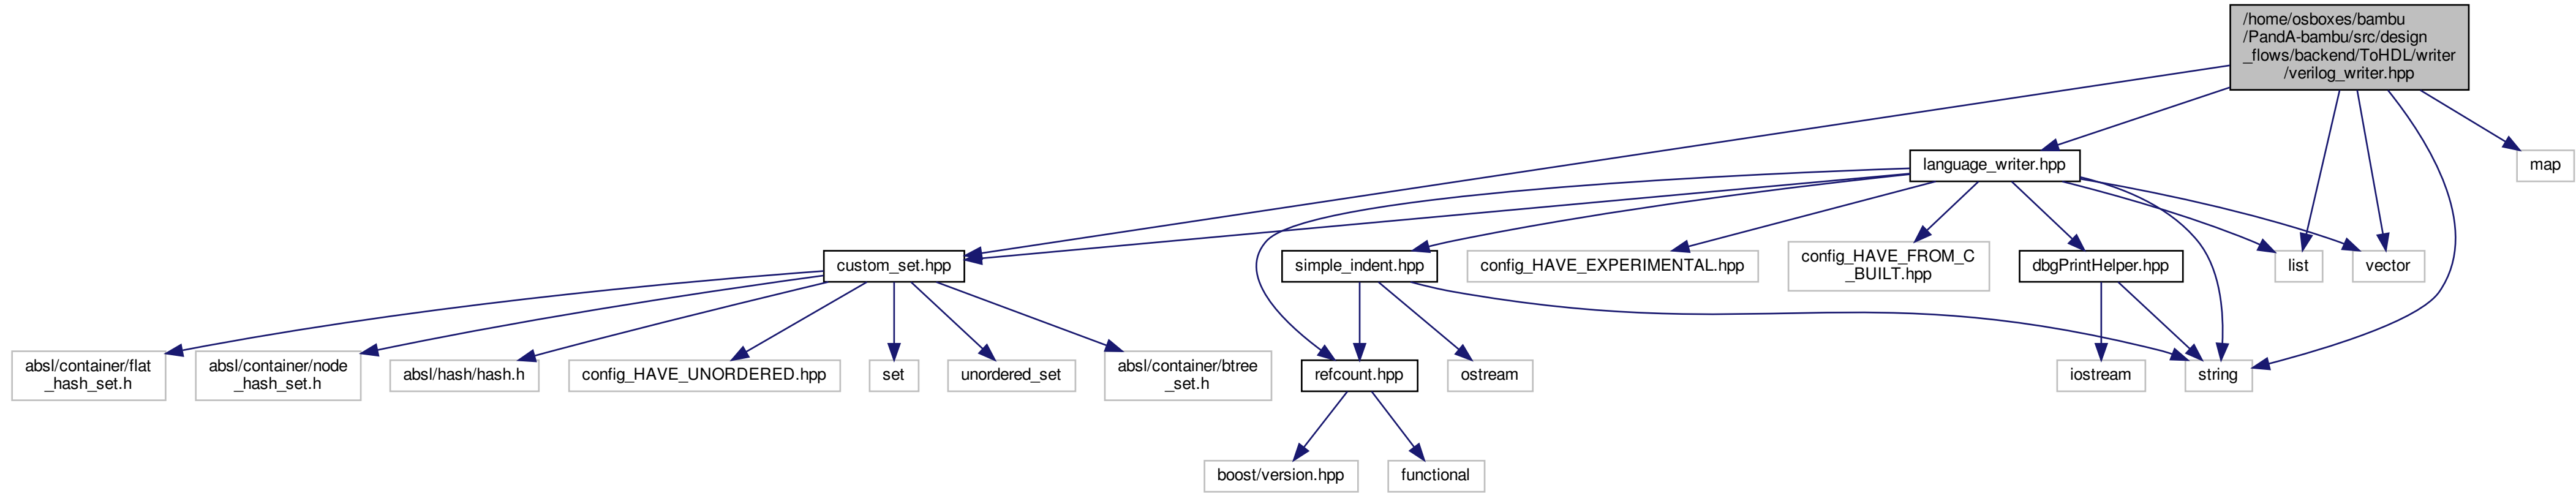 /home/osboxes/bambu
/PandA-bambu/src/design
_flows/backend/ToHDL/writer
/verilog_writer.hpp
language_writer.hpp
map
custom_set.hpp
simple_indent.hpp
config_HAVE_EXPERIMENTAL.hpp
config_HAVE_FROM_C
_BUILT.hpp
dbgPrintHelper.hpp
list
vector
absl/container/flat
_hash_set.h
absl/container/node
_hash_set.h
absl/hash/hash.h
config_HAVE_UNORDERED.hpp
set
unordered_set
absl/container/btree
_set.h
refcount.hpp
ostream
iostream
string
boost/version.hpp
functional